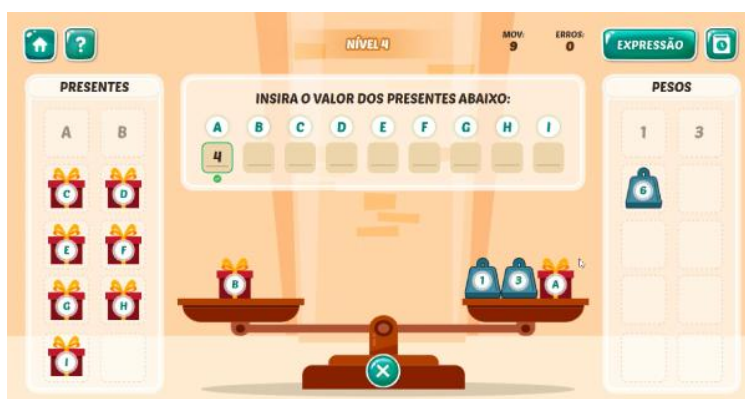 ?
NÍVEL 4
MOV:
9
ERROS:
0
EXPRESSÃO
PRESENTES
A B
C D
E F
G H
I
INSIRA O VALOR DOS PRESENTES ABAIXO:
A B C D E F G H I
4
B
1 3 A
PESOS
1 3
6